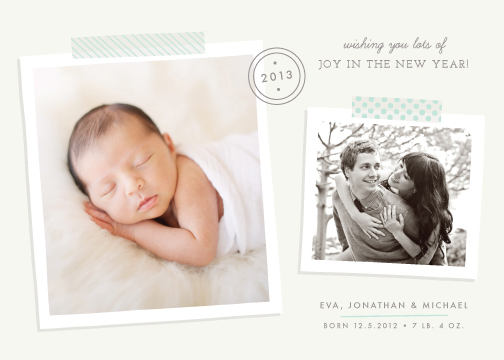 wishing you lots of
JOY IN THE NEW YEAR!
2013
EVA, JONATHAN & MICHAEL
BORN 12.5.2012 • 7 LB. 4 OZ.